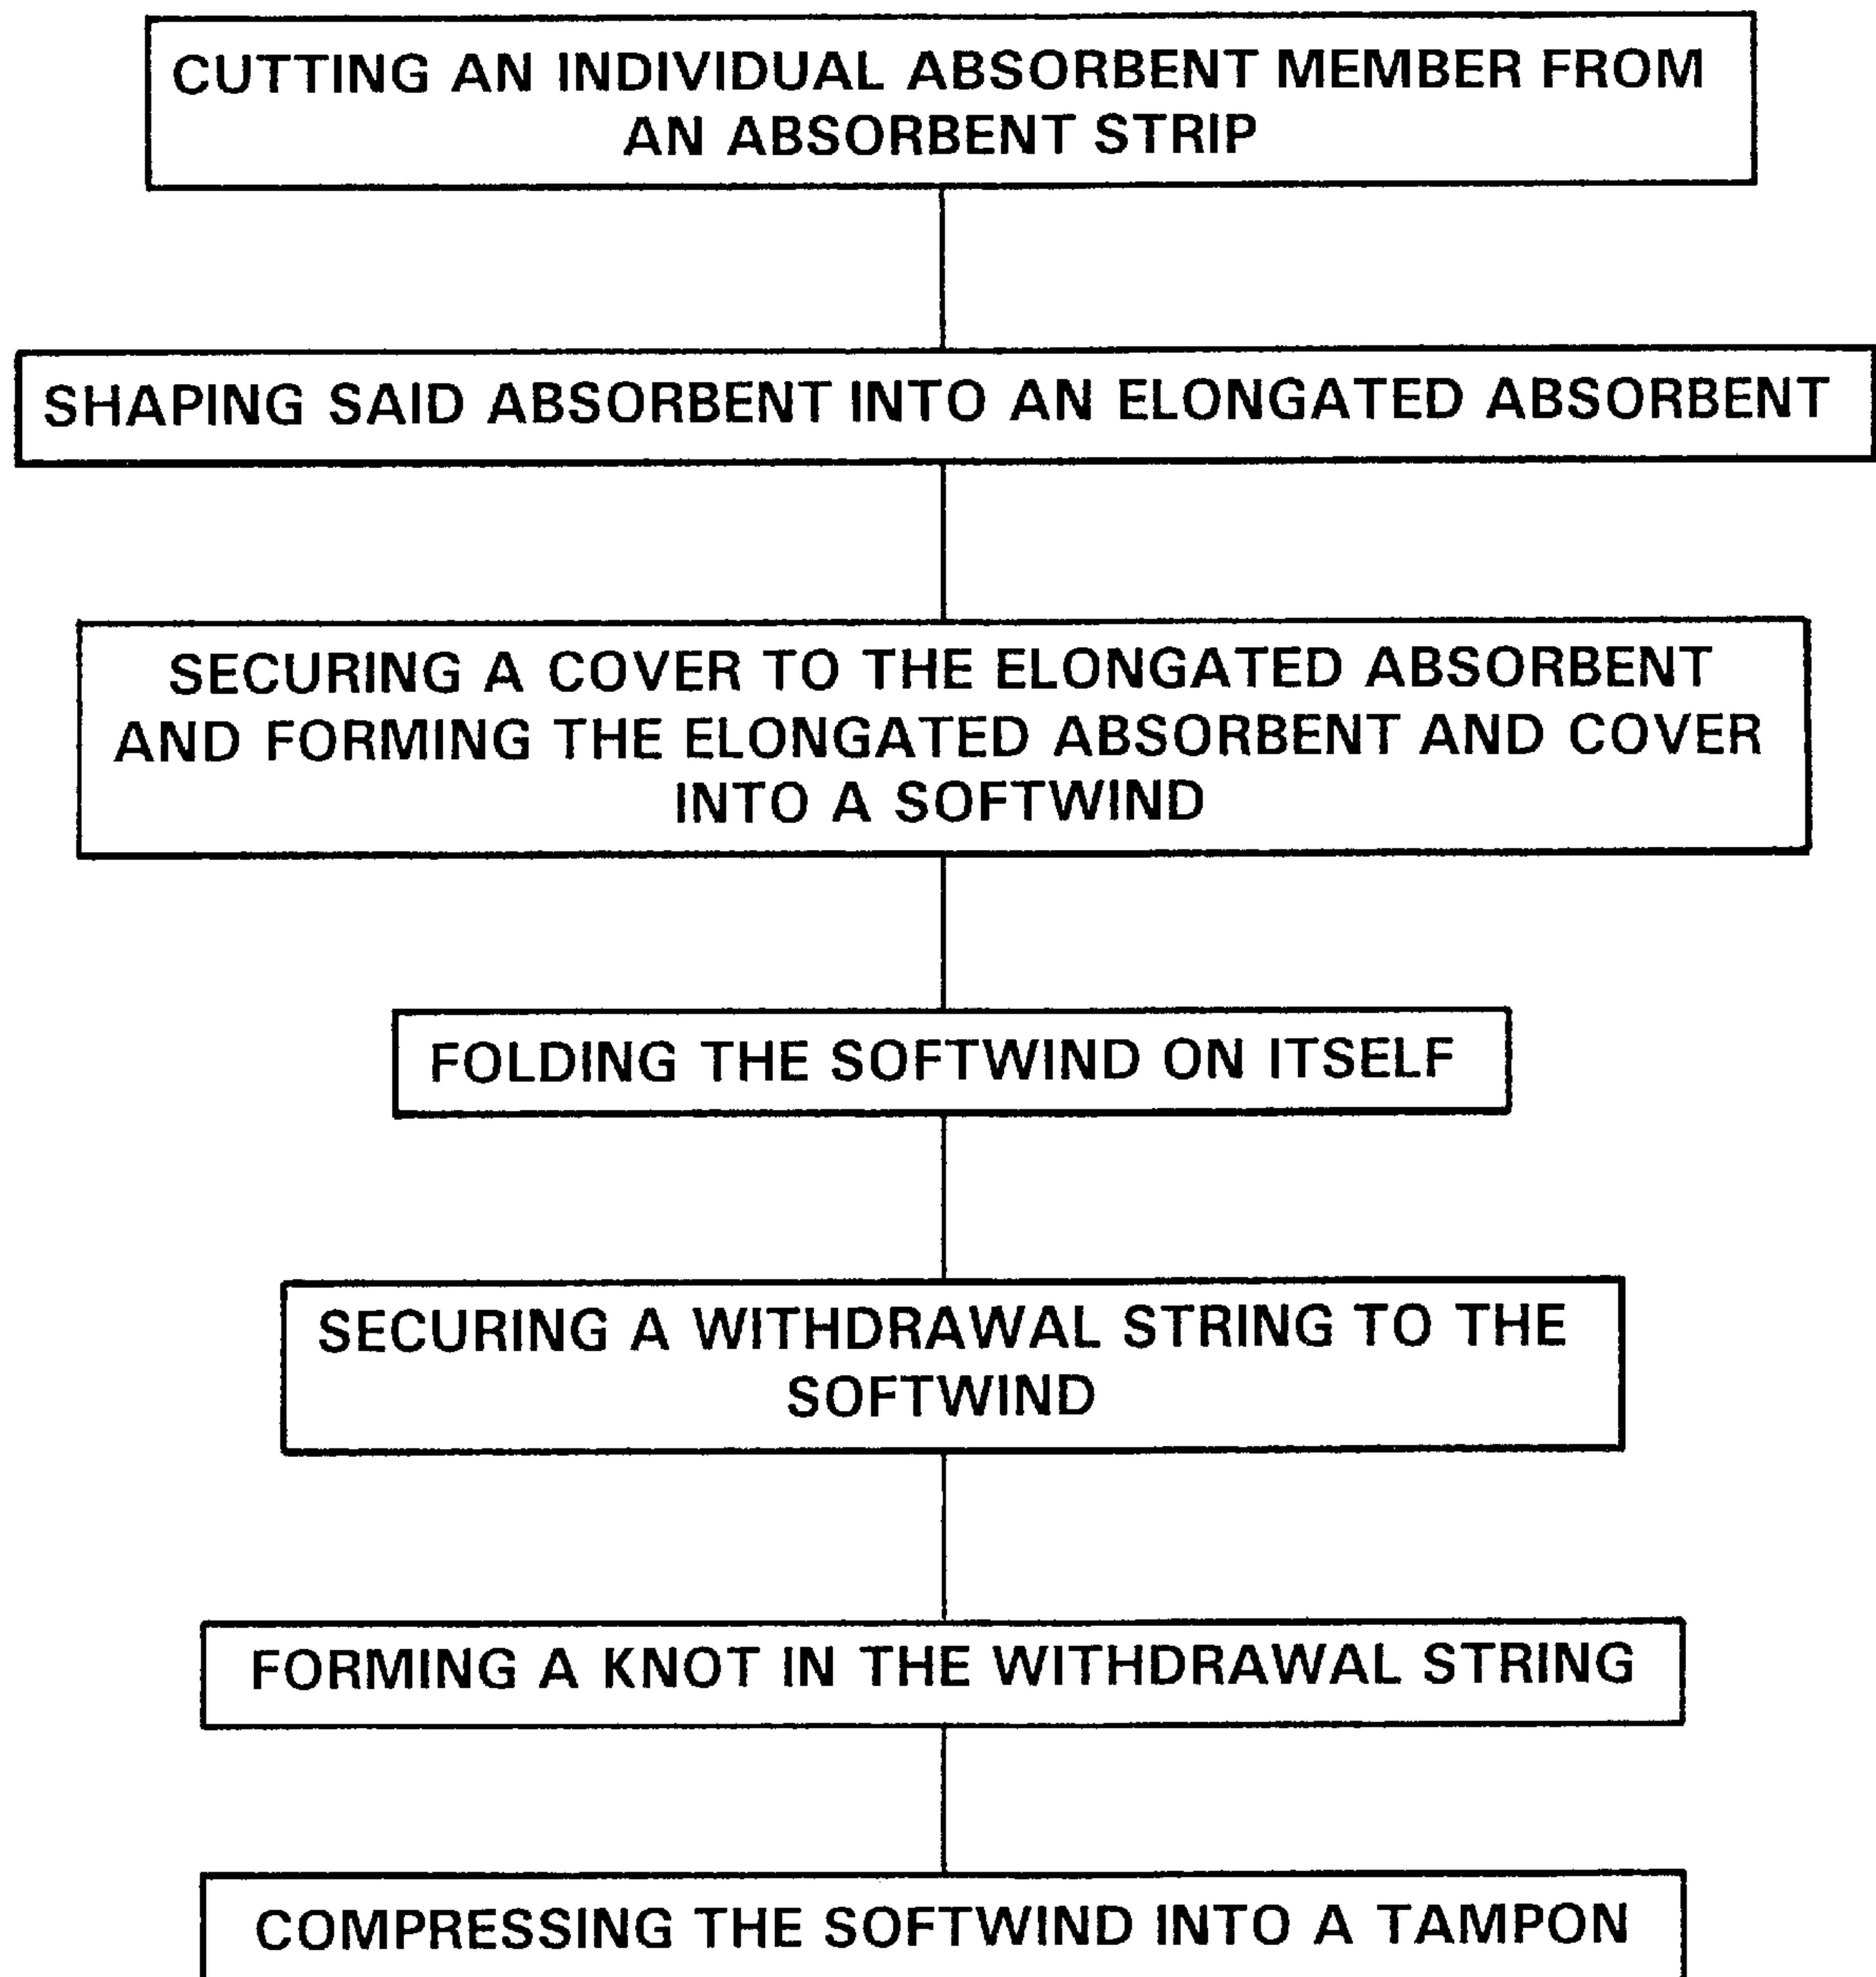 CUTTING AN INDIVIDUAL ABSORBENT MEMBER FROM
AN ABSORBENT STRIP
SHAPING SAID ABSORBENT INTO AN ELONGATED ABSORBENT
SECURING A COVER TO THE ELONGATED ABSORBENT
AND FORMING THE ELONGATED ABSORBENT AND COVER
INTO A SOFTWIND
FOLDING THE SOFTWIND ON ITSELF
SECURING A WITHDRAWAL STRING TO THE
SOFTWIND
FORMING A KNOT IN THE WITHDRAWAL STRING
COMPRESSING THE SOFTWIND INTO A TAMPON